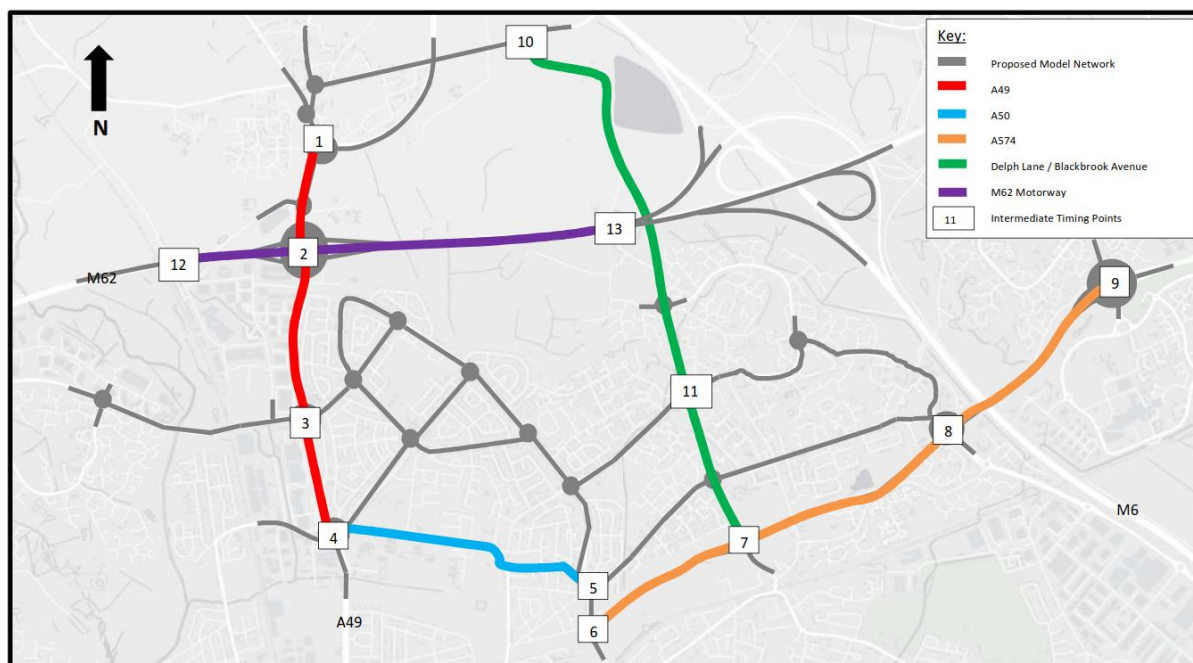 10
Key:
Proposed Model Network
A49
A50
A574
Delph Lane / Blackbrook Avenue
M62 Motorway
11 Intermediate Timing Points
N
1
2
13
12
M62
9
11
3
8
4
7
M6
5
A49
6